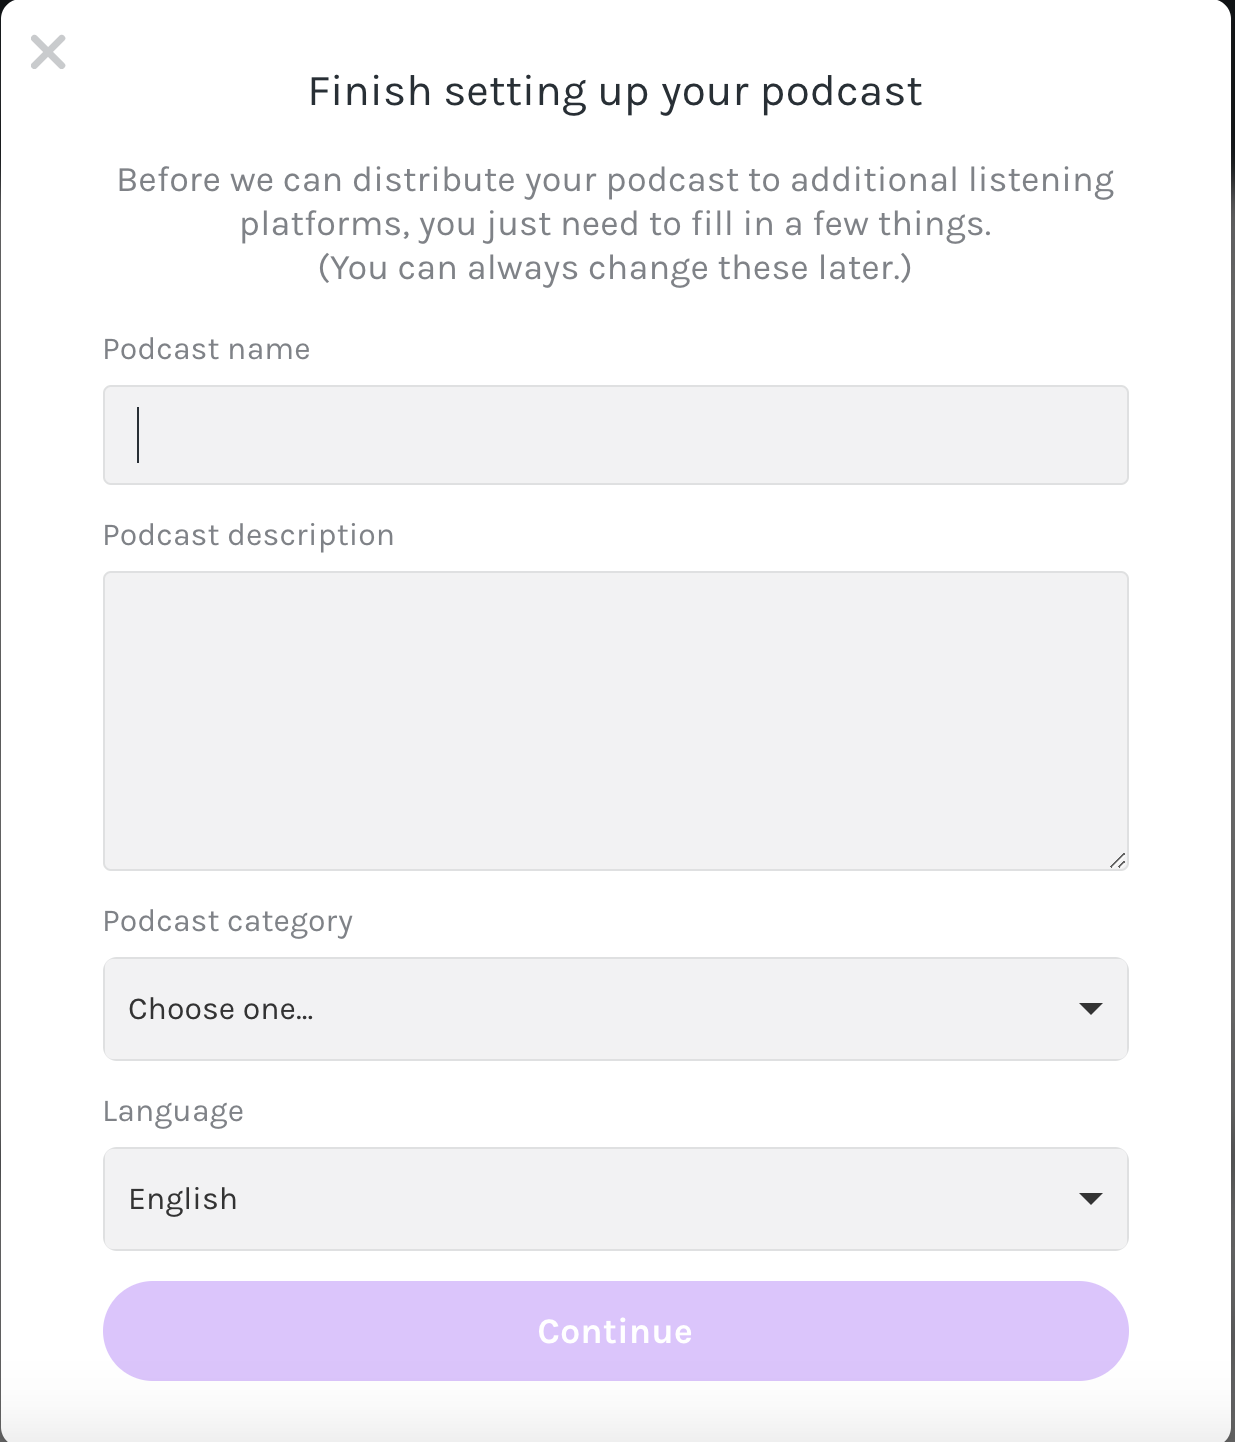 Finish setting up your podcast
Before we can distribute your podcast to additional listening
platforms, you just need to fill in a few things.
(You can always change these later.)
Podcast name
Podcast description
Podcast category
Choose one...
Language
English
Continue